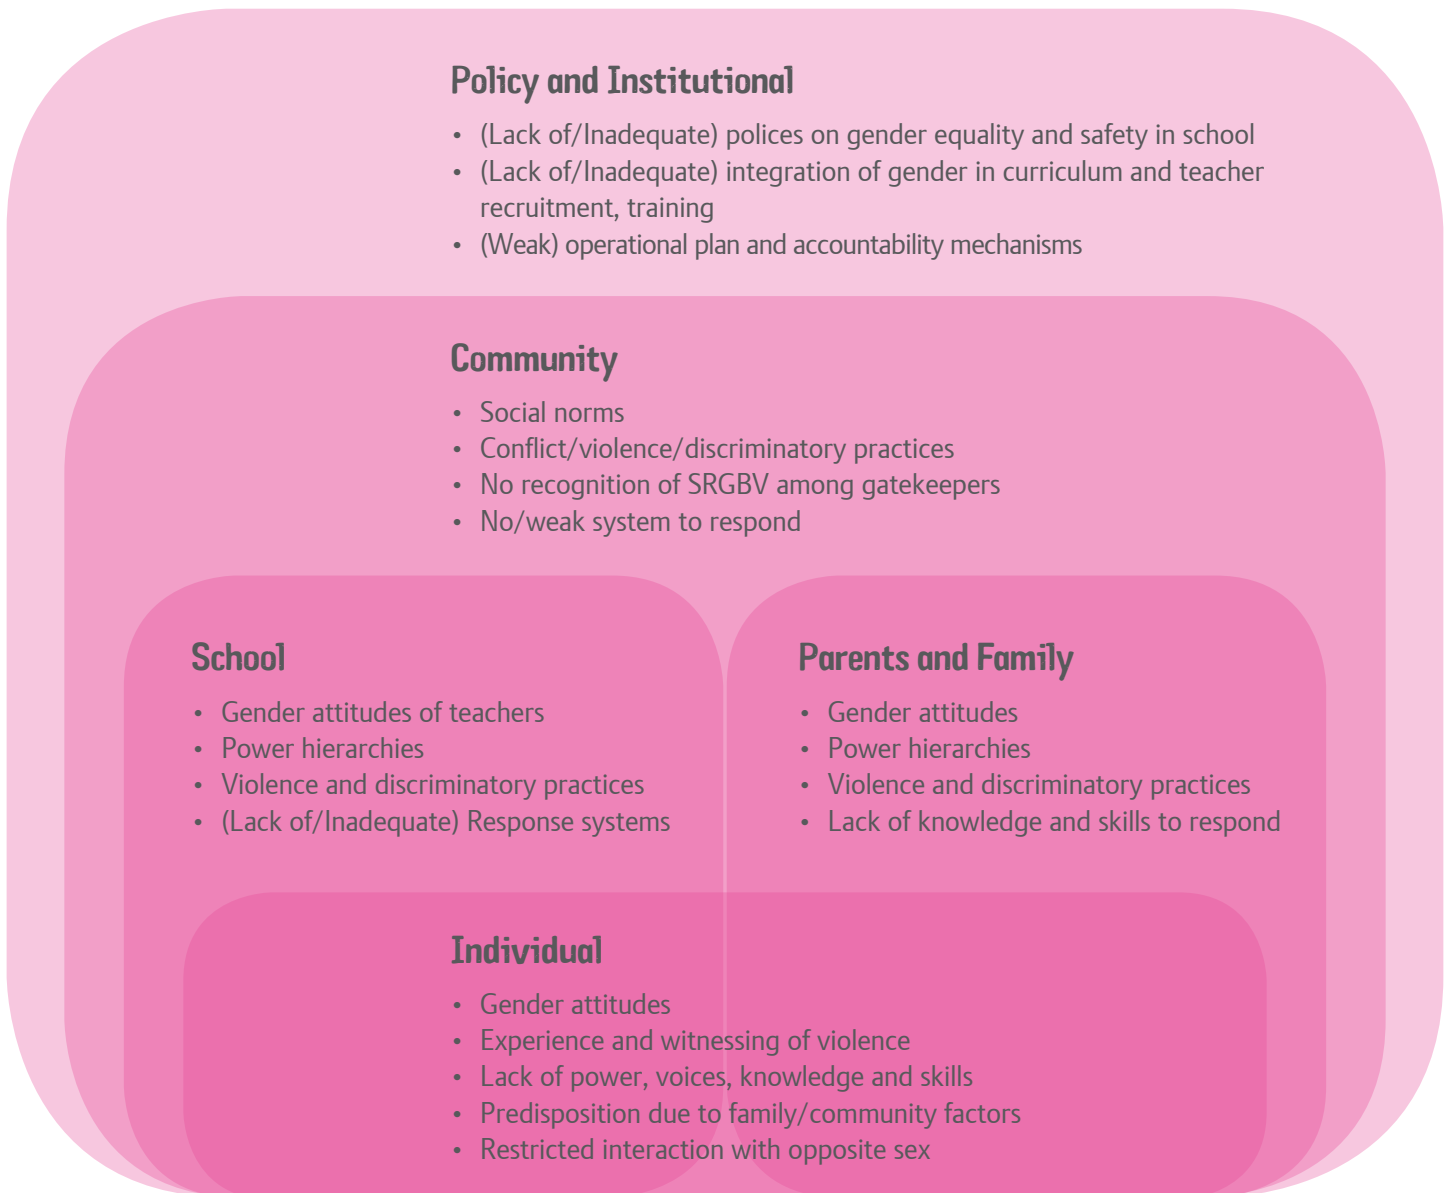 Policy and Institutional
• (Lack of/Inadequate) polices on gender equality and safety in school
• (Lack of/Inadequate) integration of gender in curriculum and teacher
recruitment, training
• (Weak) operational plan and accountability mechanisms
Community
• Social norms
• Conflict/violence/discriminatory practices
• No recognition of SRGBV among gatekeepers
• No/weak system to respond
School
• Gender attitudes of teachers
• Power hierarchies
• Violence and discriminatory practices
• (Lack of/Inadequate) Response systems
Parents and Family
• Gender attitudes
• Power hierarchies
• Violence and discriminatory practices
• Lack of knowledge and skills to respond
Individual
• Gender attitudes
• Experience and witnessing of violence
• Lack of power, voices, knowledge and skills
• Predisposition due to family/community factors
• Restricted interaction with opposite sex